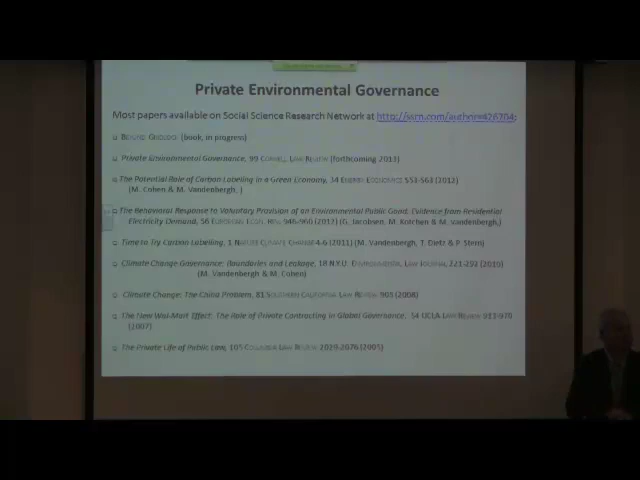 Private Environmental Governance
Most papers available on Social Science Research Network at http://ssrn.com/author=426704:
(book, in progress)
Private Environmental Governance, 99 CORNELL LAW REVIEW (forthcoming 2013)
The Potential Role of Carbon Labeling in a Green Economy, 34 ENERGY ECONOMICS S53-S63 (2012)
(M. Cohen & M. Vandenbergh, )
The Behavioral Response to Voluntary Provision of an Environmental Public Good, Evidence from Residential
Electricity Demand, 56 EUROPEAN ECON. REV. 946-960 (2012) (G. Jacobsen, M. Kotchen & M. Vandenbergh,)
Time to Try Carbon Labelling, 1 NATURE CLIMATE CHANGE 4-6 (2011) (M. Vandenbergh, T. Dietz & P. Stern)
Climate Change Governance: Boundaries and Leakage, 18 N.Y.U. ENVIRONMENTAL LAW JOURNAL 221-292 (2010)
(M. Vandenbergh & M. Cohen)
Climate Change: The China Problem, 81 SOUTHERN CALIFORNIA LAW REVIEW 905 (2008)
The New Wal-Mart Effect: The Role of Private Contracting in Global Governance, 54 UCLA LAW REVIEW 913-970
(2007)
The Private Life of Public Law, 105 COLUMBIA LAW REVIEW 2029-2076 (2005)